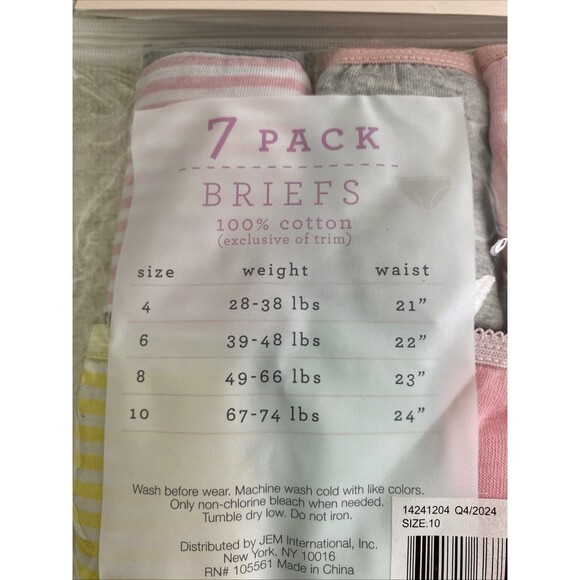 7 PACK
BRIEFS
100% cotton
(exclusive of trim)
size weight waist
4 28-38 lbs 21”
6 39-48 lbs 22”
8 49-66 lbs 23”
10 67-74 lbs 24”
Wash before wear. Machine wash cold with like colors.
Only non-chlorine bleach when needed.
Tumble dry low. Do not iron.
Distributed by JEM International, Inc.
New York, NY 10016
RN# 105561 Made in China
14241204 Q4/2024
SIZE:10